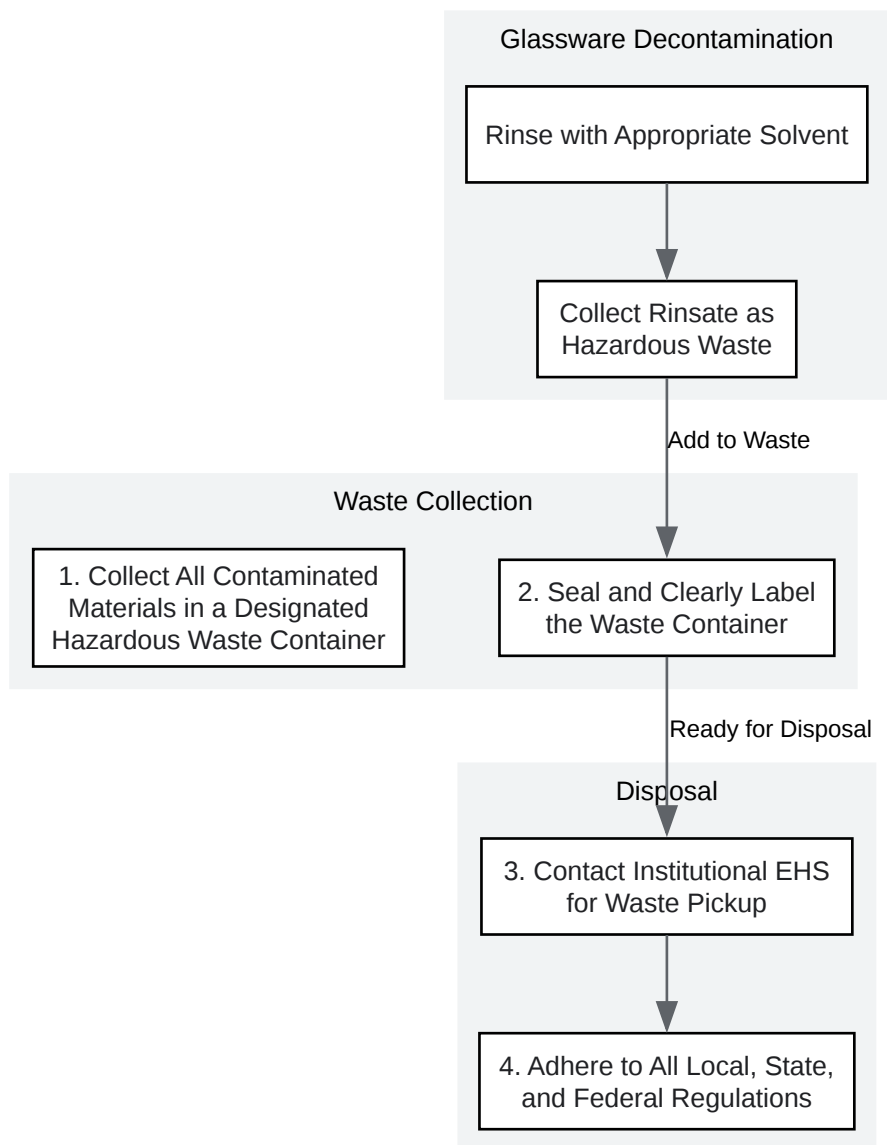 Glassware Decontamination
Rinse with Appropriate Solvent
Collect Rinsate as
Hazardous Waste
Add to Waste
Waste Collection
1. Collect All Contaminated
Materials in a Designated
Hazardous Waste Container
2. Seal and Clearly Label
the Waste Container
Ready for Disposal
Disposal
3. Contact Institutional EHS
for Waste Pickup
4. Adhere to All Local, State,
and Federal Regulations